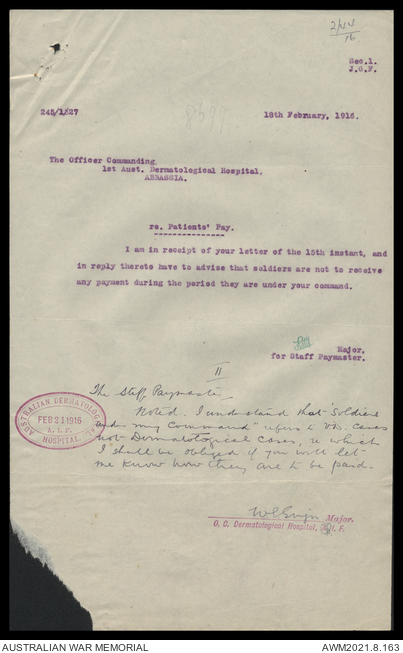 2/44
16
Sec.1.
J.G.F.
245/1/27
8399
18th February, 1916.
The Officer Commanding,
1st Aust. Dermatological Hospital,
ABBASSIA.
re. Patients' Pay.
I am in receipt of your letter of the 15th instant, and
in reply thereto have to advise that soldiers are not to receive
any payment during the period they are under your command.
Major,
for Staff Paymaster.
II
The Staff Paymaster
Noted. I understand that "Soldiers
under my command" refers to V.D. cases
not Dermatological cases, re which
I shall be obliged if you will let
me know how they are to be paid.
AUSTRALIAN DERMATOLOGICAL
FEB 21 1916
A. I. F.
HOSPITAL.
Major.
O. C. Dermatological Hospital, A. I. F.
AUSTRALIAN WAR MEMORIAL
AWM2021.8.163